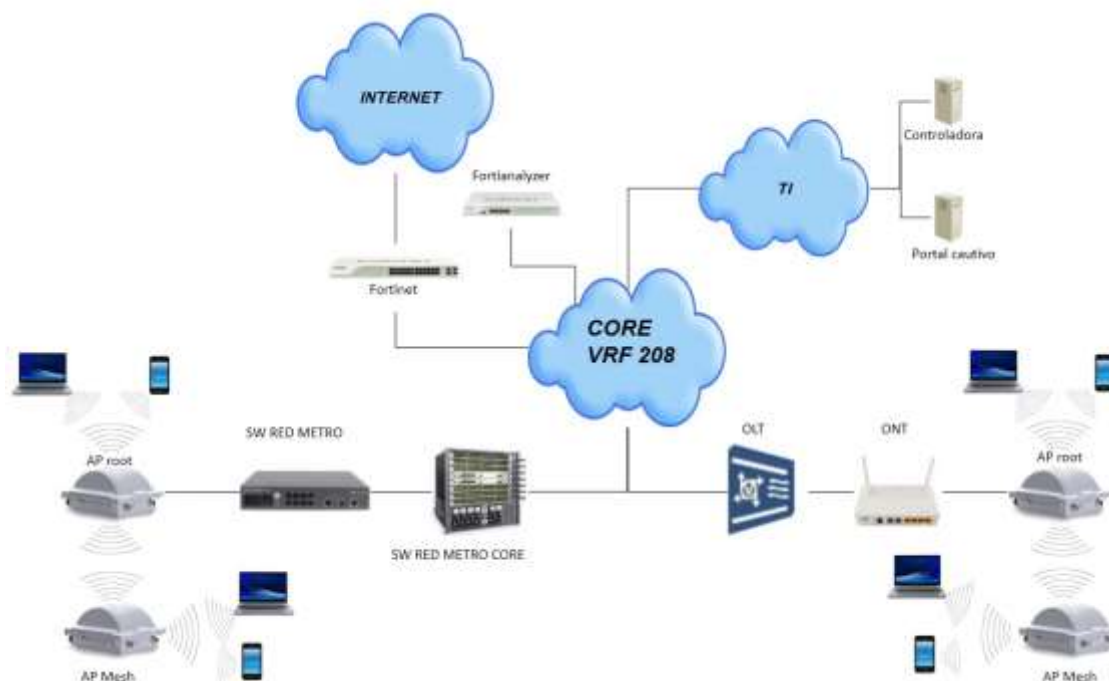 INTERNET
Controladora
Fortianalyzer
TI
Portal cautivo
Fortinet
CORE
VRF 208
SW RED METRO
OLT
ONT
AP root
AP root
SW RED METRO CORE
AP Mesh
AP Mesh